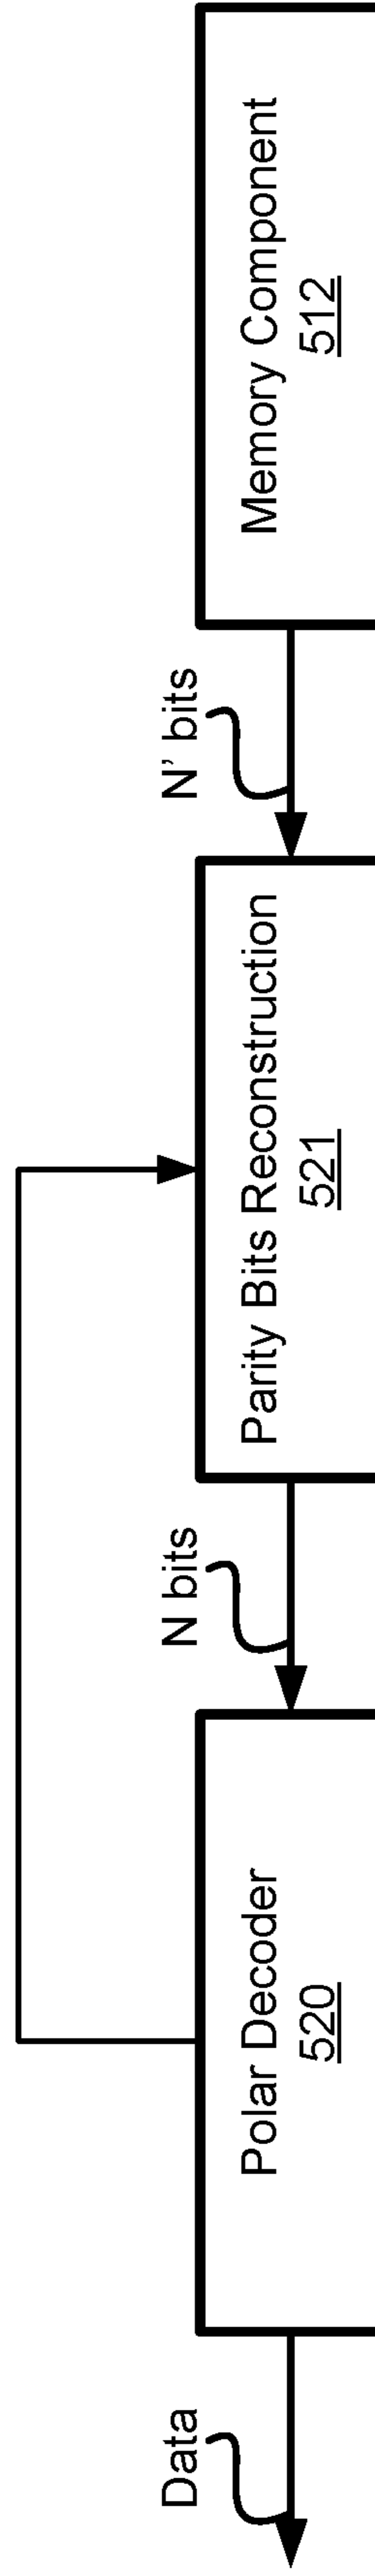 Data
Polar Decoder
520
N bits
Parity Bits Reconstruction
521
N' bits
Memory Component
512